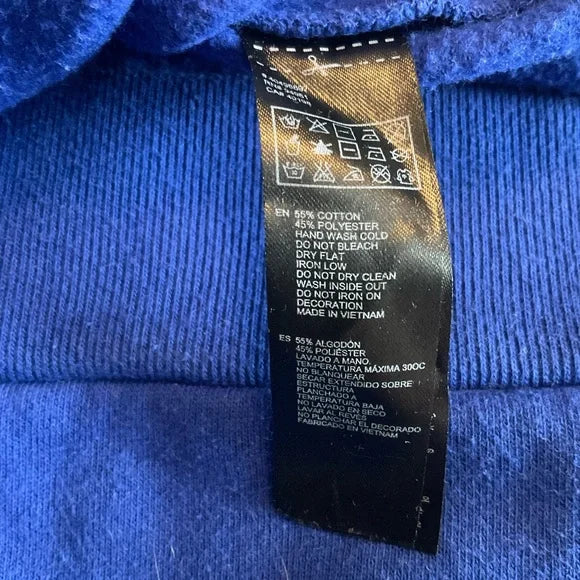 EN 55% COTTON
45% POLYESTER
HAND WASH COLD
DO NOT BLEACH
DRY FLAT
IRON LOW
DO NOT DRY CLEAN
WASH INSIDE OUT
DO NOT IRON ON
DECORATION
MADE IN VIETNAM
ES 55% ALGODÓN
45% POLIÉSTER
LAVADO A MANO.
TEMPERATURA MÁXIMA 30OC
NO BLANQUEAR
SECAR EXTENDIDO SOBRE
ESTRUCTURA
PLANCHADO A
TEMPERATURA BAJA
NO LAVADO EN SECO
LAVAR AL REVÉS
NO PLANCHAR EL DECORADO
FABRICADO EN VIETNAM